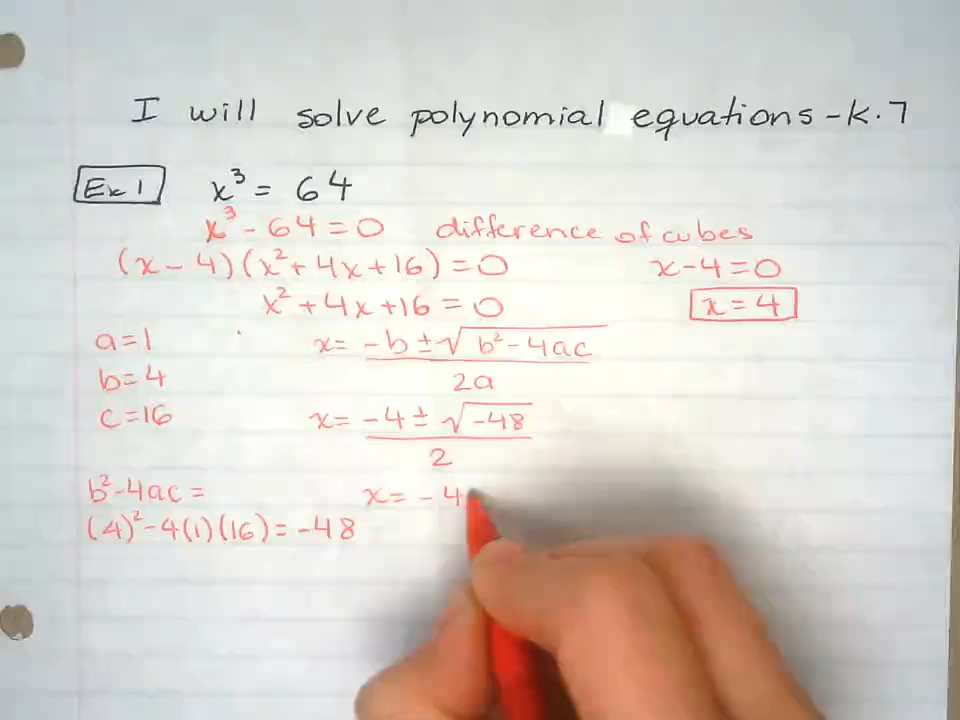 I will solve polynomial equations - K.7
Ex 1 x³ = 64
x³ - 64 = 0 difference of cubes
(x - 4)(x² + 4x + 16) = 0 x - 4 = 0
x² + 4x + 16 = 0 x = 4
a = 1 x = -b ± √b² - 4ac
b = 4 2a
c = 16 x = -4 ± √-48
2
b² - 4ac = x = -4
(4)² - 4(1)(16) = -48